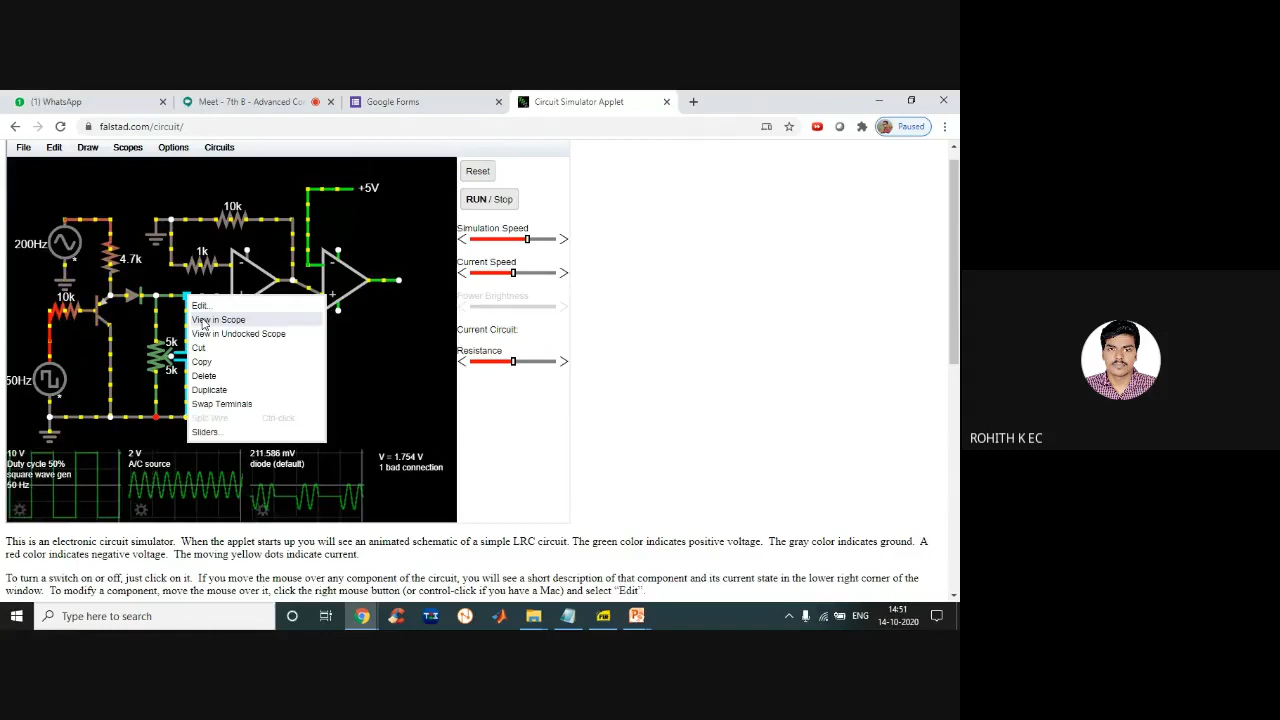 (1) WhatsApp
Meet - 7th B - Advanced Co
Google Forms
Circuit Simulator Applet
falstad.com/circuit/
Paused
File Edit Draw Scopes Options Circuits
Reset
RUN / Stop
Simulation Speed
Current Speed
Power Brightness
Current Circuit:
Resistance
+5V
10k
200Hz
4.7k
1k
10k
5k
5k
50Hz
Edit...
View in Scope
View in Undocked Scope
Cut
Copy
Delete
Duplicate
Swap Terminals
Split Wire Ctrl-click
Sliders...
10 V
Duty cycle 50%
square wave gen
50 Hz
2 V
A/C source
211.586 mV
diode (default)
V = 1.754 V
1 bad connection
This is an electronic circuit simulator. When the applet starts up you will see an animated schematic of a simple LRC circuit. The green color indicates positive voltage. The gray color indicates ground. A
red color indicates negative voltage. The moving yellow dots indicate current.
To turn a switch on or off, just click on it. If you move the mouse over any component of the circuit, you will see a short description of that component and its current state in the lower right corner of the
window. To modify a component, move the mouse over it, click the right mouse button (or control-click if you have a Mac) and select “Edit”.
Type here to search
ENG
14:51
14-10-2020
ROHITH K EC